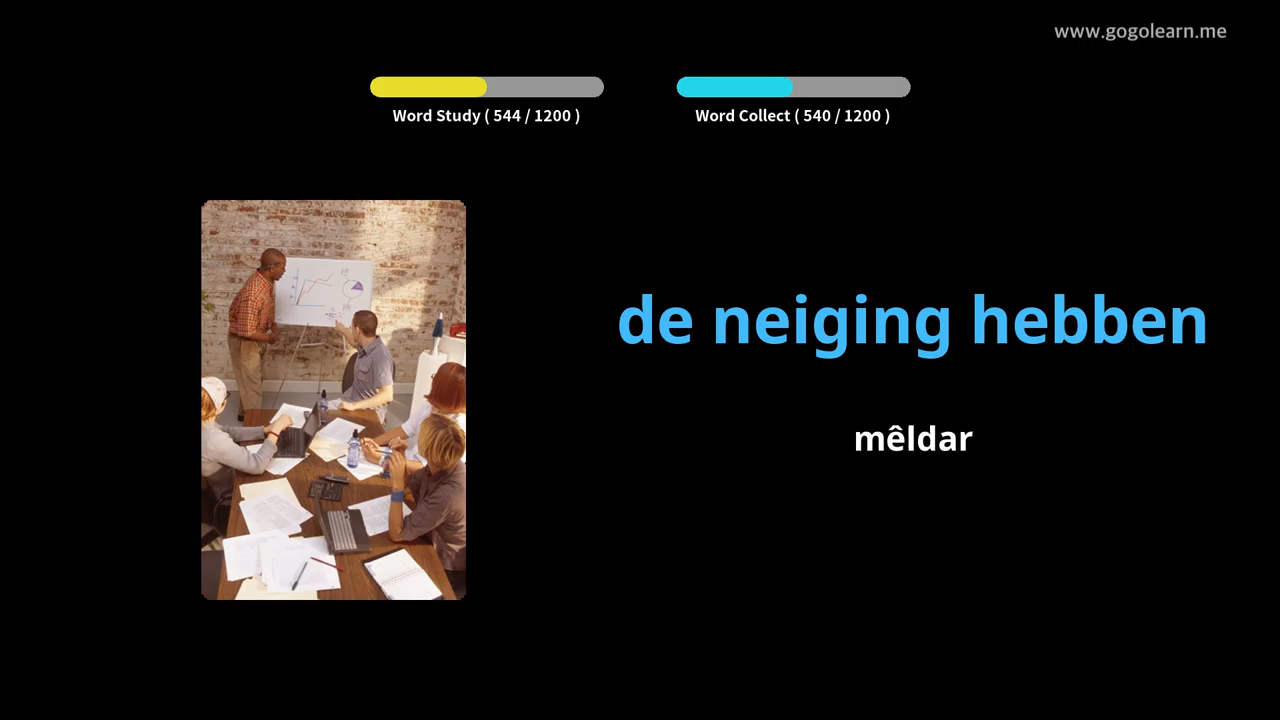 www.gogolearn.me
Word Study ( 544 / 1200 )
Word Collect ( 540 / 1200 )
de neiging hebben
mêldar